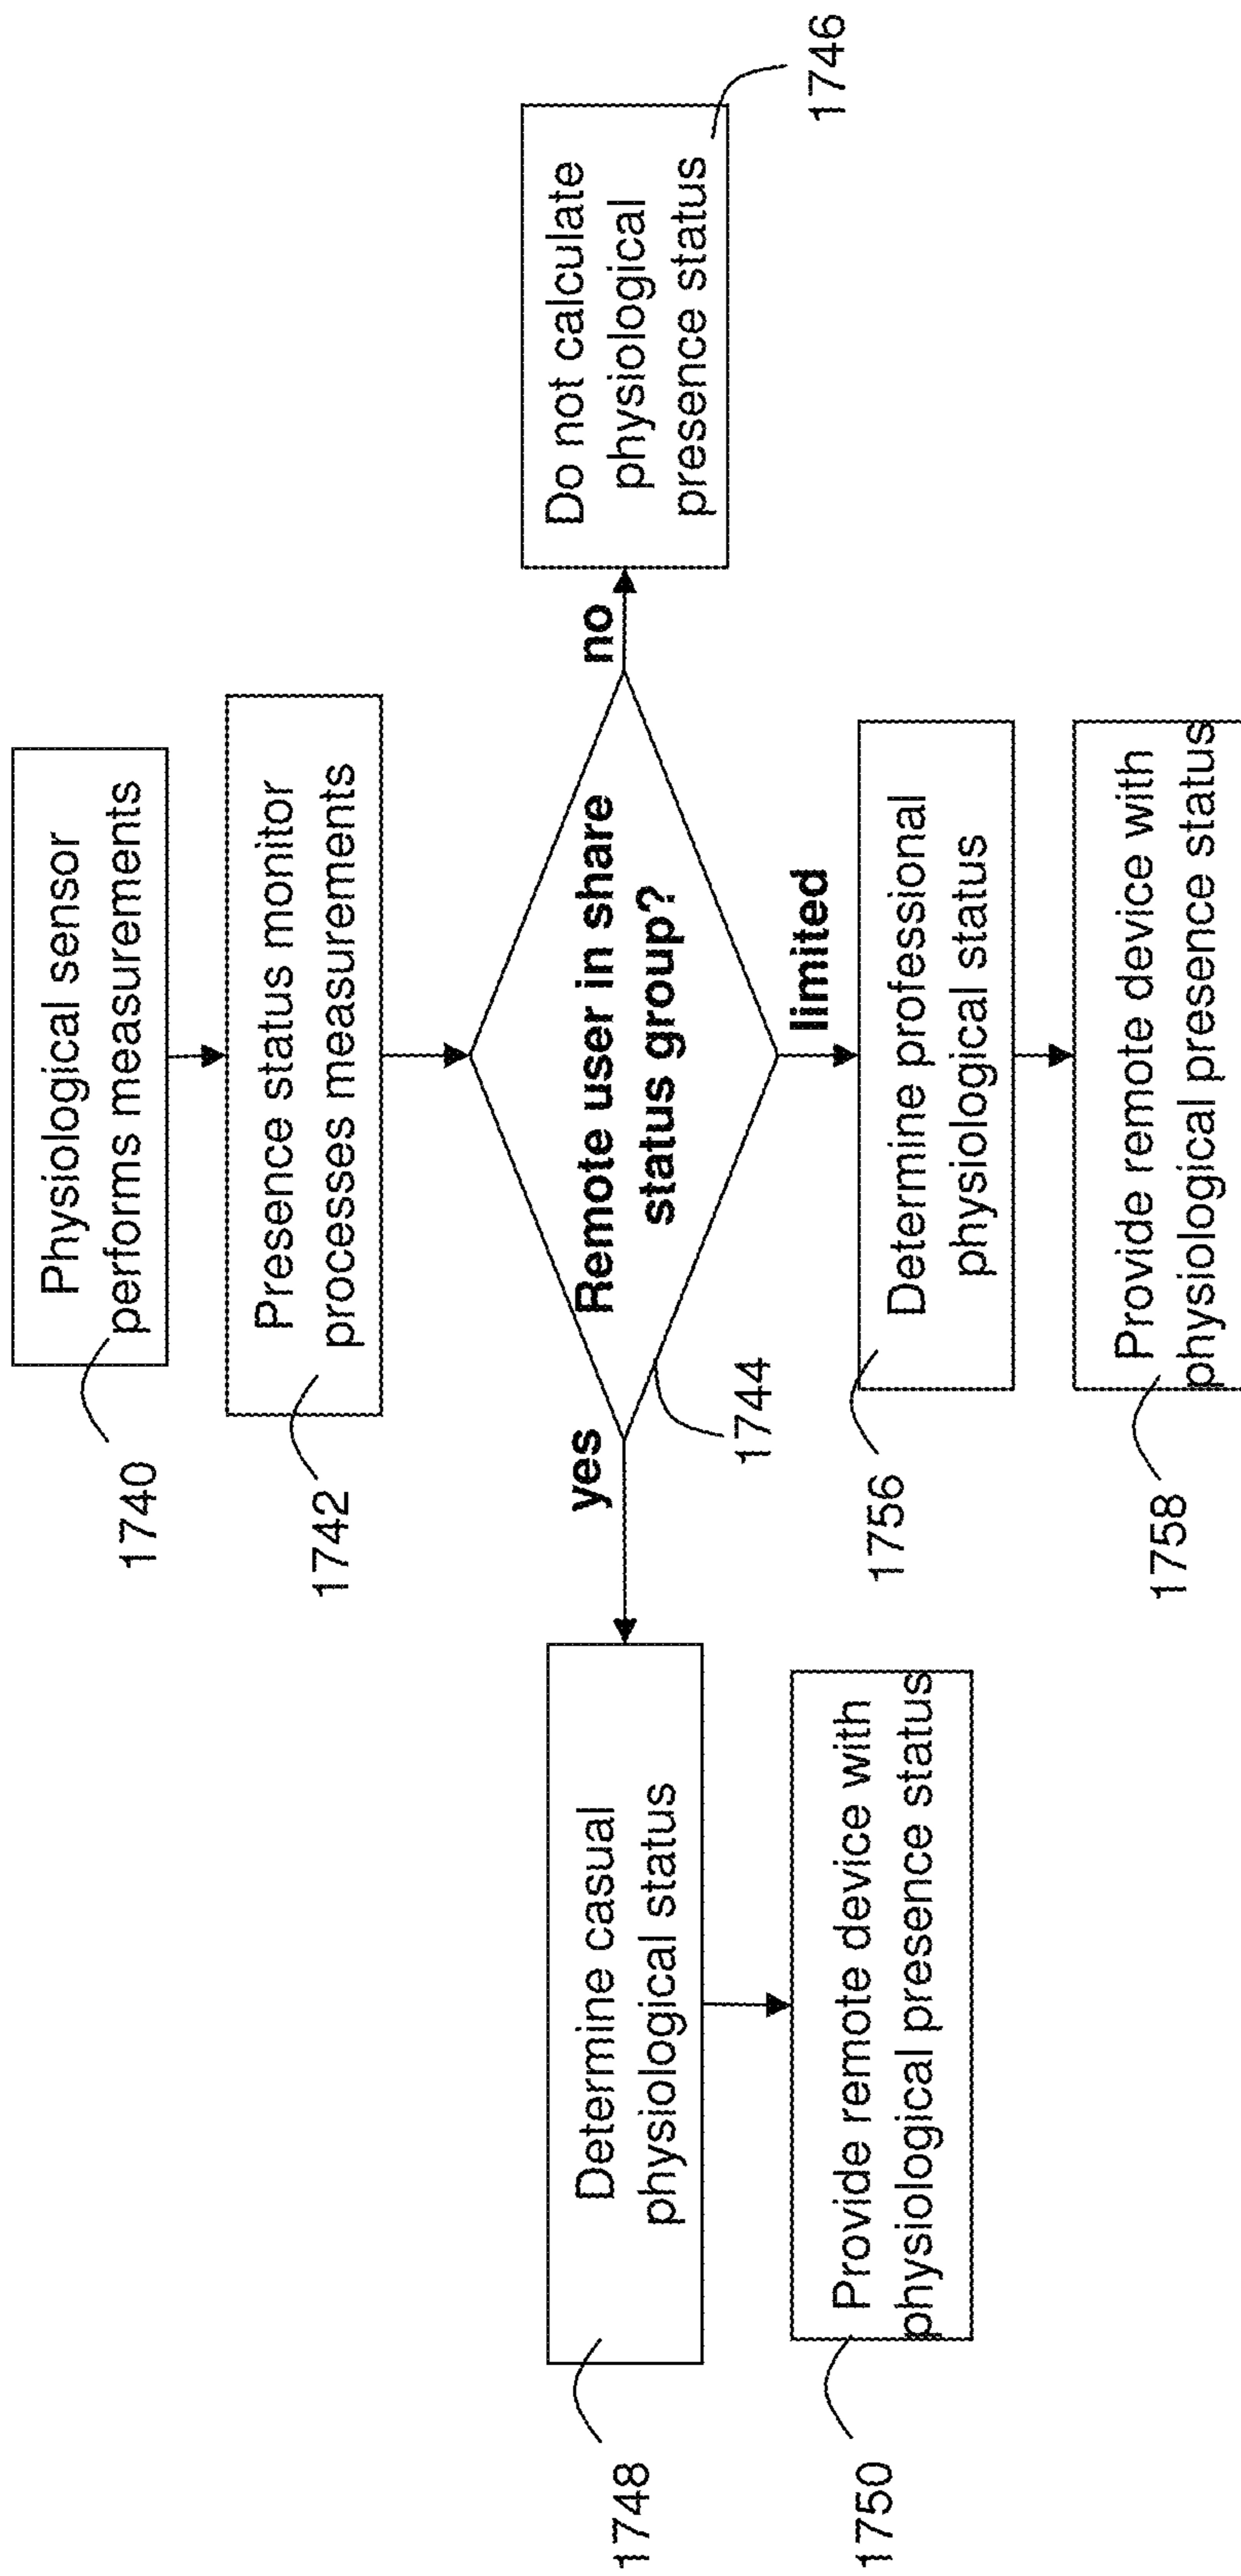 Physiological sensor
performs measurements
1740
Presence status monitor
processes measurements
1742
Remote user in share
status group?
1744
yes
no
limited
Do not calculate
physiological
presence status
1746
Determine casual
physiological status
1748
Provide remote device with
physiological presence status
1750
Determine professional
physiological status
1756
Provide remote device with
physiological presence status
1758